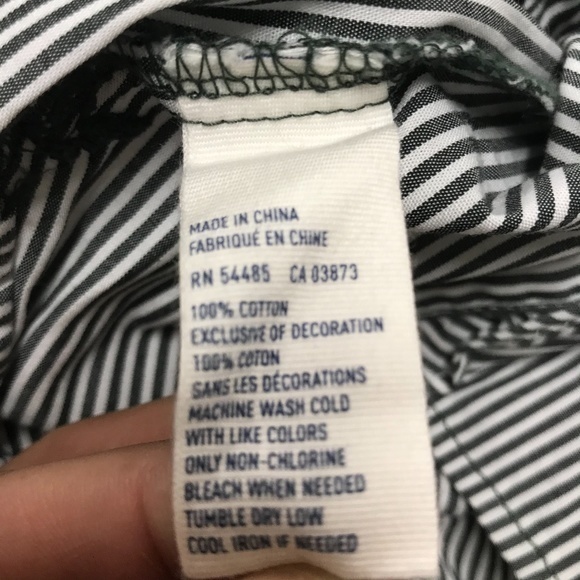 MADE IN CHINA
FABRIQUÉ EN CHINE
RN 54485 CA 03873
100% COTTON
EXCLUSIVE OF DECORATION
100% COTON
SANS LES DÉCORATIONS
MACHINE WASH COLD
WITH LIKE COLORS
ONLY NON-CHLORINE
BLEACH WHEN NEEDED
TUMBLE DRY LOW
COOL IRON IF NEEDED